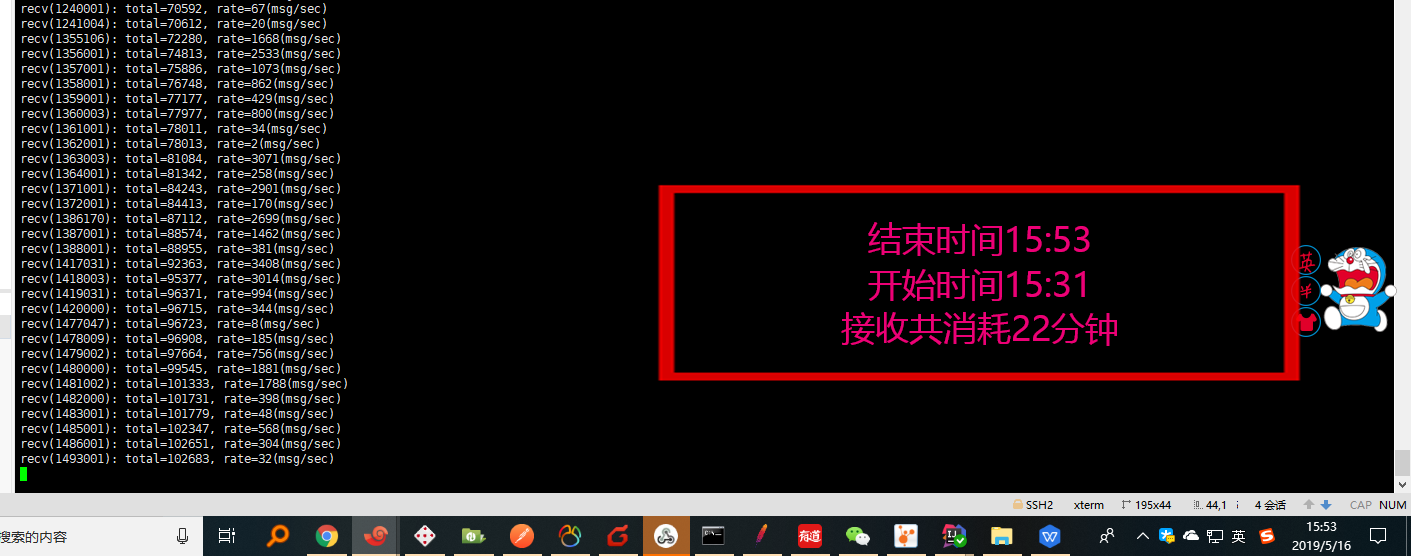 recv(1240001): total=70592, rate=67(msg/sec)
recv(1241004): total=70612, rate=20(msg/sec)
recv(1355106): total=72280, rate=1668(msg/sec)
recv(1356001): total=74813, rate=2533(msg/sec)
recv(1357001): total=75886, rate=1073(msg/sec)
recv(1358001): total=76748, rate=862(msg/sec)
recv(1359001): total=77177, rate=429(msg/sec)
recv(1360003): total=77977, rate=800(msg/sec)
recv(1361001): total=78011, rate=34(msg/sec)
recv(1362001): total=78013, rate=2(msg/sec)
recv(1363003): total=81084, rate=3071(msg/sec)
recv(1364001): total=81342, rate=258(msg/sec)
recv(1371001): total=84243, rate=2901(msg/sec)
recv(1372001): total=84413, rate=170(msg/sec)
recv(1386170): total=87112, rate=2699(msg/sec)
recv(1387001): total=88574, rate=1462(msg/sec)
recv(1388001): total=88955, rate=381(msg/sec)
recv(1417031): total=92363, rate=3408(msg/sec)
recv(1418003): total=95377, rate=3014(msg/sec)
recv(1419031): total=96371, rate=994(msg/sec)
recv(1420000): total=96715, rate=344(msg/sec)
recv(1477047): total=96723, rate=8(msg/sec)
recv(1478009): total=96908, rate=185(msg/sec)
recv(1479002): total=97664, rate=756(msg/sec)
recv(1480000): total=99545, rate=1881(msg/sec)
recv(1481002): total=101333, rate=1788(msg/sec)
recv(1482000): total=101731, rate=398(msg/sec)
recv(1483001): total=101779, rate=48(msg/sec)
recv(1485001): total=102347, rate=568(msg/sec)
recv(1486001): total=102651, rate=304(msg/sec)
recv(1493001): total=102683, rate=32(msg/sec)
结束时间15:53
开始时间15:31
接收共消耗22分钟
英
半
SSH2 xterm 195x44 44,1 4 会话 CAP NUM
搜索的内容
有道
英
15:53
2019/5/16